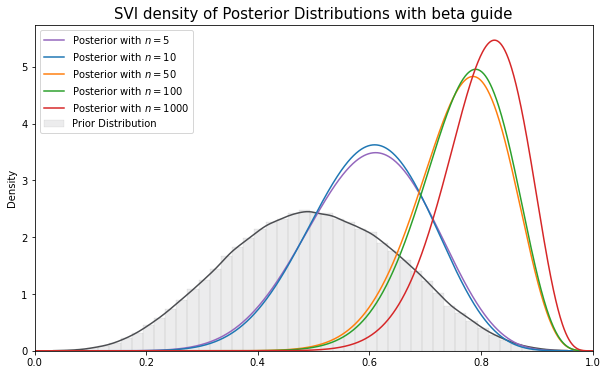 SVI density of Posterior Distributions with beta guide
Posterior with n = 5
Posterior with n = 10
Posterior with n = 50
Posterior with n = 100
Posterior with n = 1000
Prior Distribution
Density
5
4
3
2
1
0
0.0 0.2 0.4 0.6 0.8 1.0